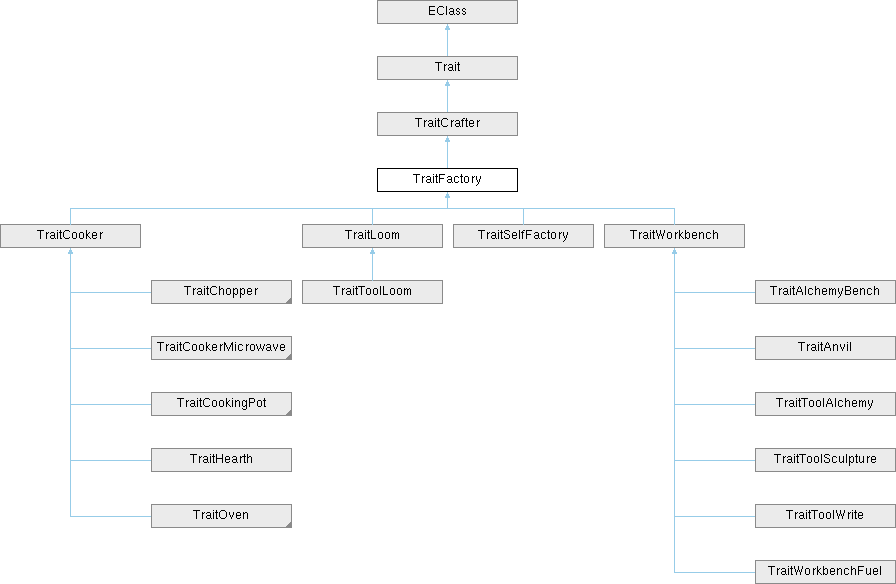 EClass
Trait
TraitCrafter
TraitFactory
TraitCooker
TraitLoom
TraitSelfFactory
TraitWorkbench
TraitChopper
TraitToolLoom
TraitAlchemyBench
TraitCookerMicrowave
TraitAnvil
TraitCookingPot
TraitToolAlchemy
TraitHearth
TraitToolSculpture
TraitOven
TraitToolWrite
TraitWorkbenchFuel